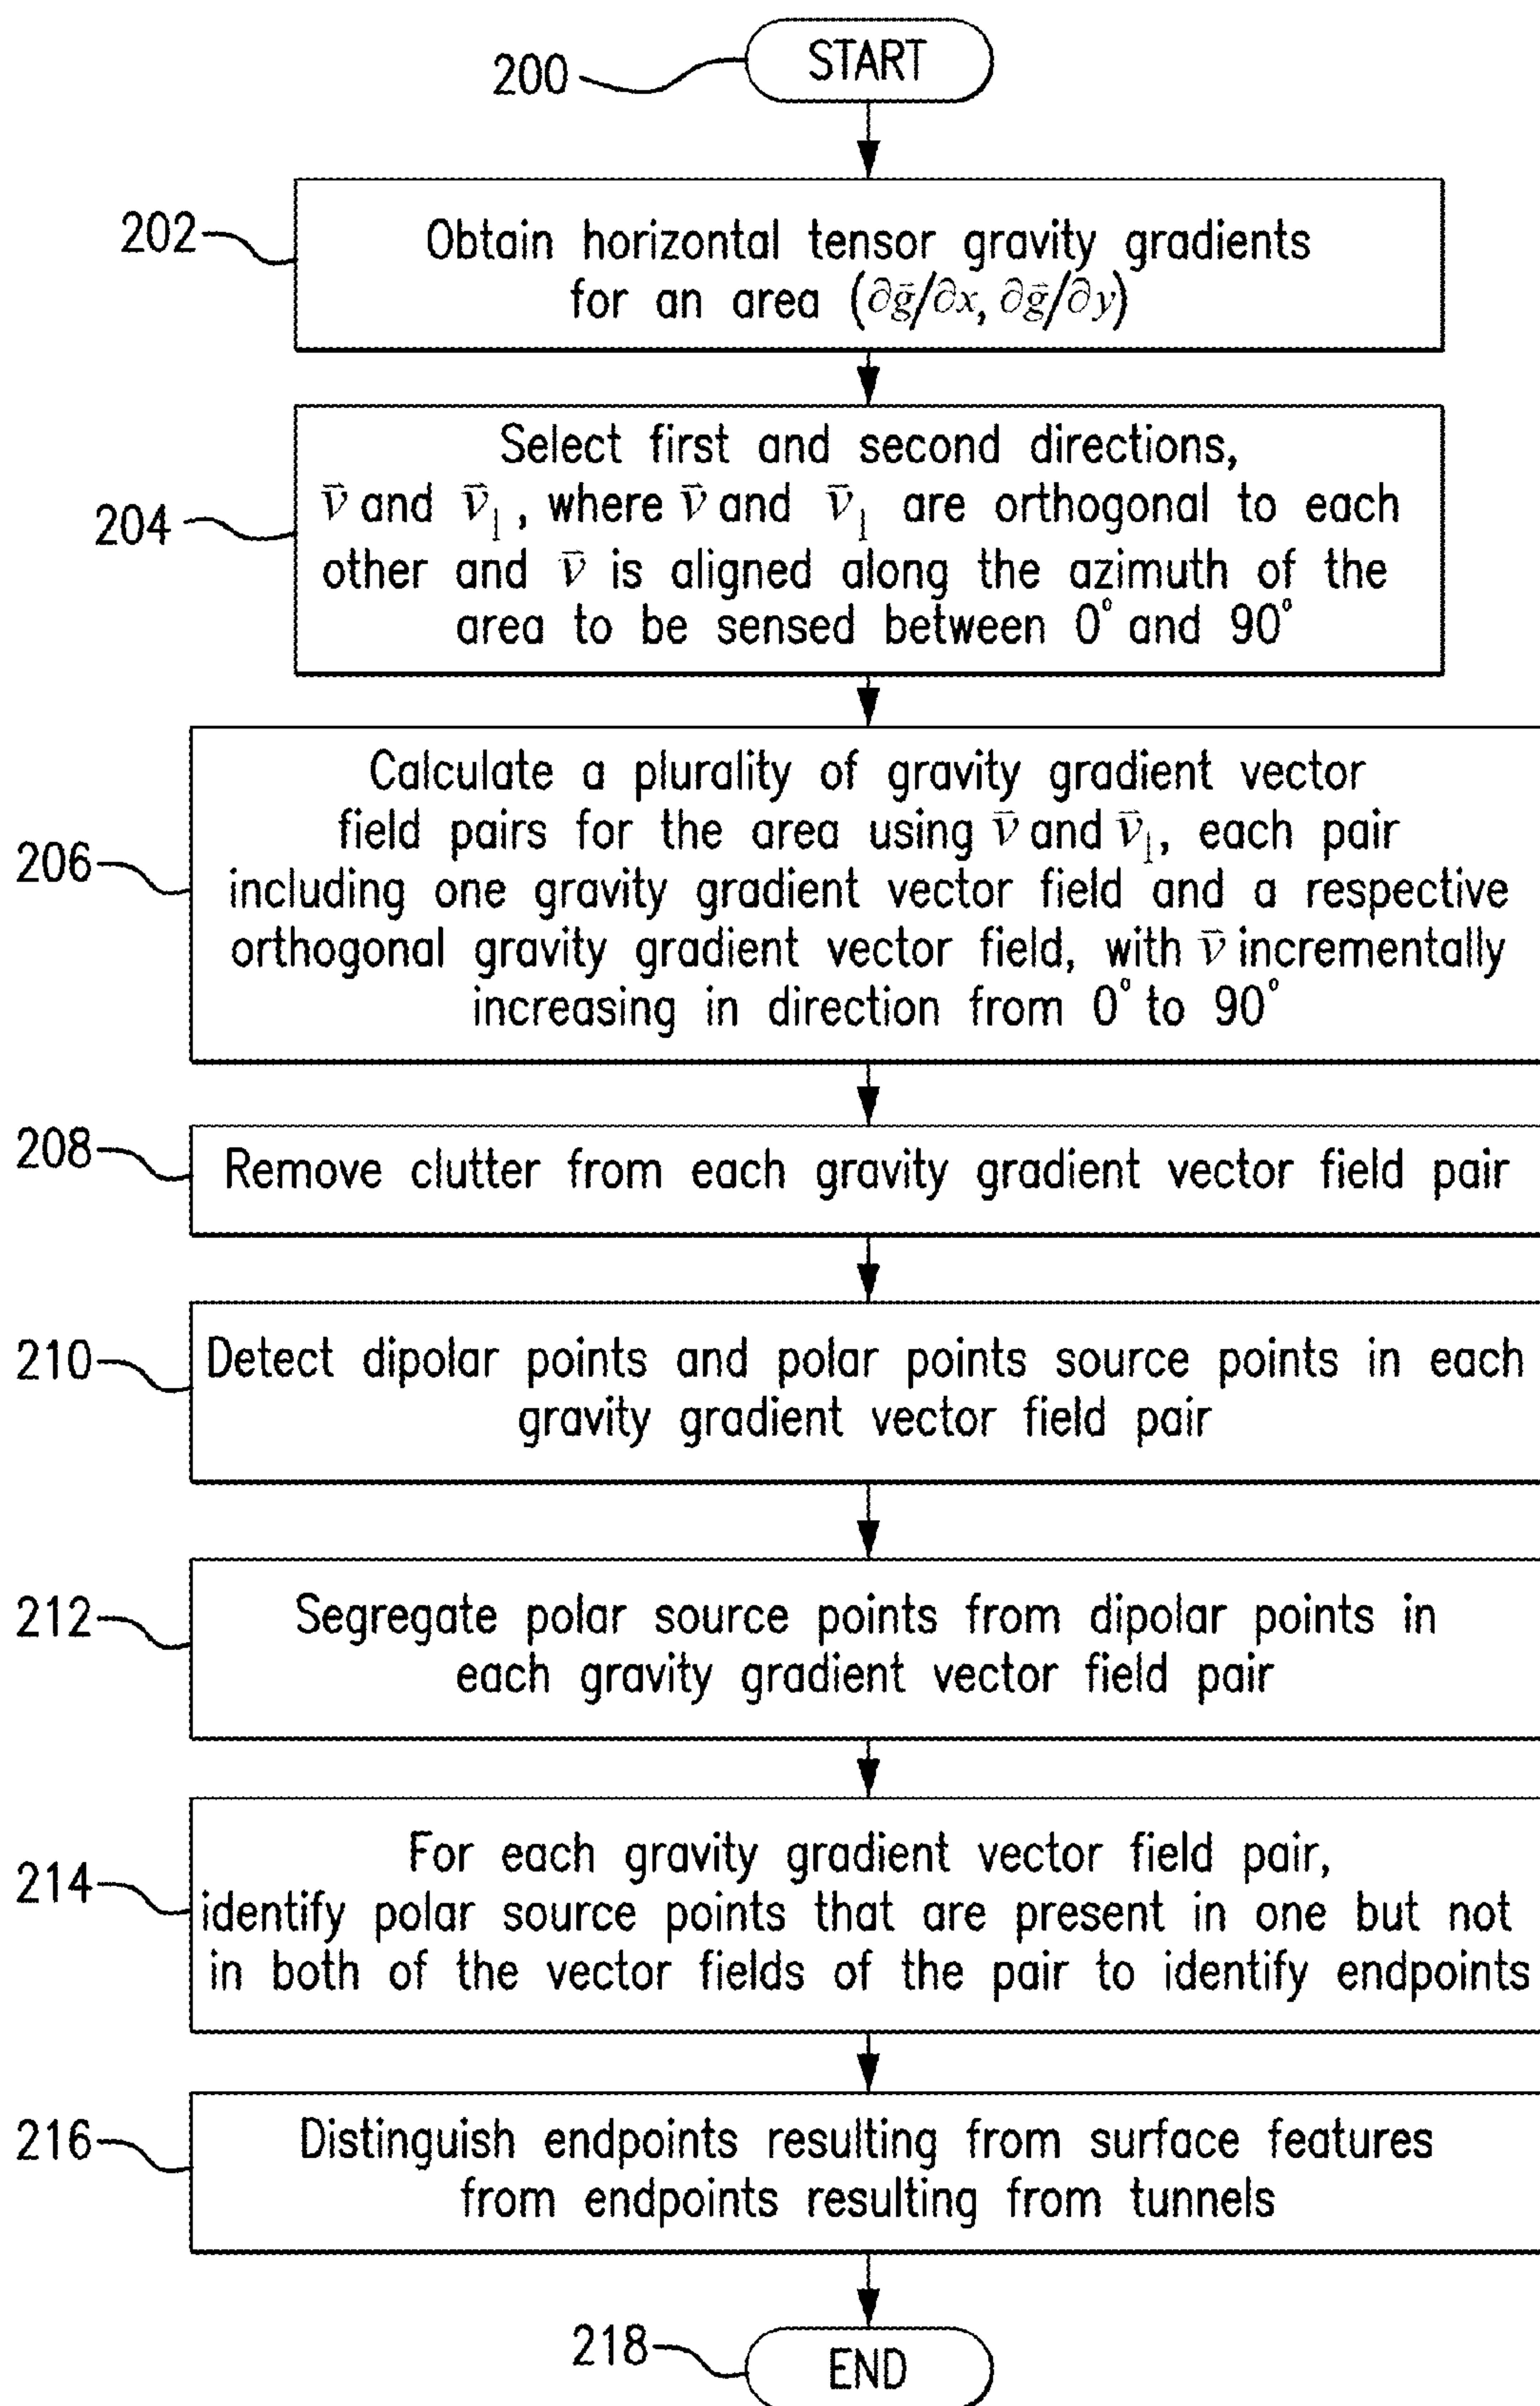 200
START
202
Obtain horizontal tensor gravity gradients
for an area (∂g⃗/∂x, ∂g⃗/∂y)
204
Select first and second directions,
v̄ and v̄|, where v̄ and v̄| are orthogonal to each
other and v̄ is aligned along the azimuth of the
area to be sensed between 0° and 90°
206
Calculate a plurality of gravity gradient vector
field pairs for the area using v̄ and v̄|, each pair
including one gravity gradient vector field and a respective
orthogonal gravity gradient vector field, with v̄ incrementally
increasing in direction from 0° to 90°
208
Remove clutter from each gravity gradient vector field pair
210
Detect dipolar points and polar points source points in each
gravity gradient vector field pair
212
Segregate polar source points from dipolar points in
each gravity gradient vector field pair
214
For each gravity gradient vector field pair,
identify polar source points that are present in one but not
in both of the vector fields of the pair to identify endpoints
216
Distinguish endpoints resulting from surface features
from endpoints resulting from tunnels
218
END